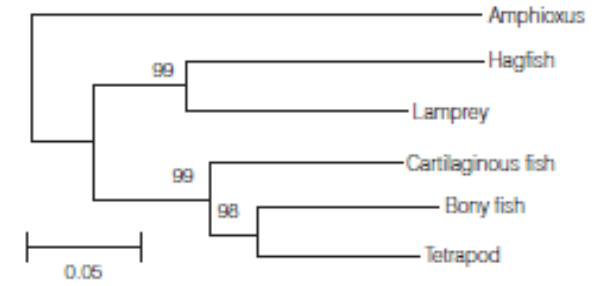 Amphioxus
99
Hagfish
Lamprey
99
Cartilaginous fish
98
Bony fish
Tetrapod
0.05